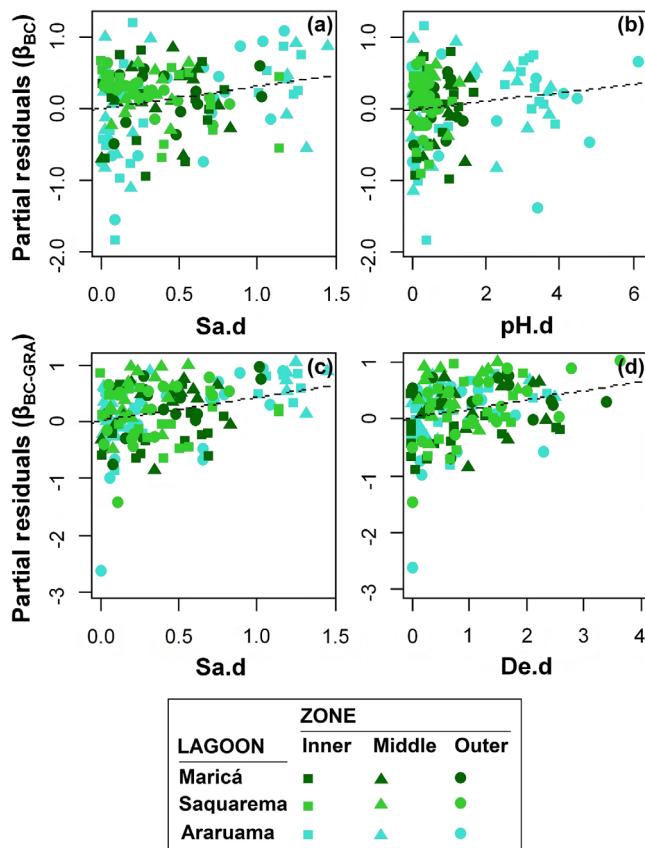 (a) (b)
Partial residuals (βBC)
1.0 0.0 -1.0 -2.0
1.0 0.0 -1.0 -2.0
0.0 0.5 1.0 1.5
0 2 4 6
Sa.d pH.d
(c) (d)
Partial residuals (βBC-GRA)
1 0 -1 -2 -3
1 0 -1 -2 -3
0.0 0.5 1.0 1.5
0 1 2 3 4
Sa.d De.d
ZONE
LAGOON Inner Middle Outer
Maricá
Saquarema
Araruama